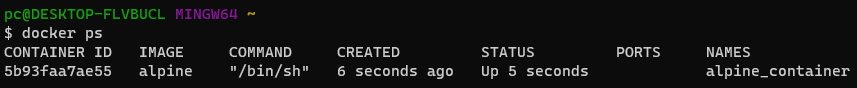 pc@DESKTOP-FLVBUCL MINGW64 ~
$ docker ps
CONTAINER ID   IMAGE     COMMAND     CREATED         STATUS         PORTS     NAMES
5b93faa7ae55   alpine    "/bin/sh"   6 seconds ago   Up 5 seconds             alpine_container